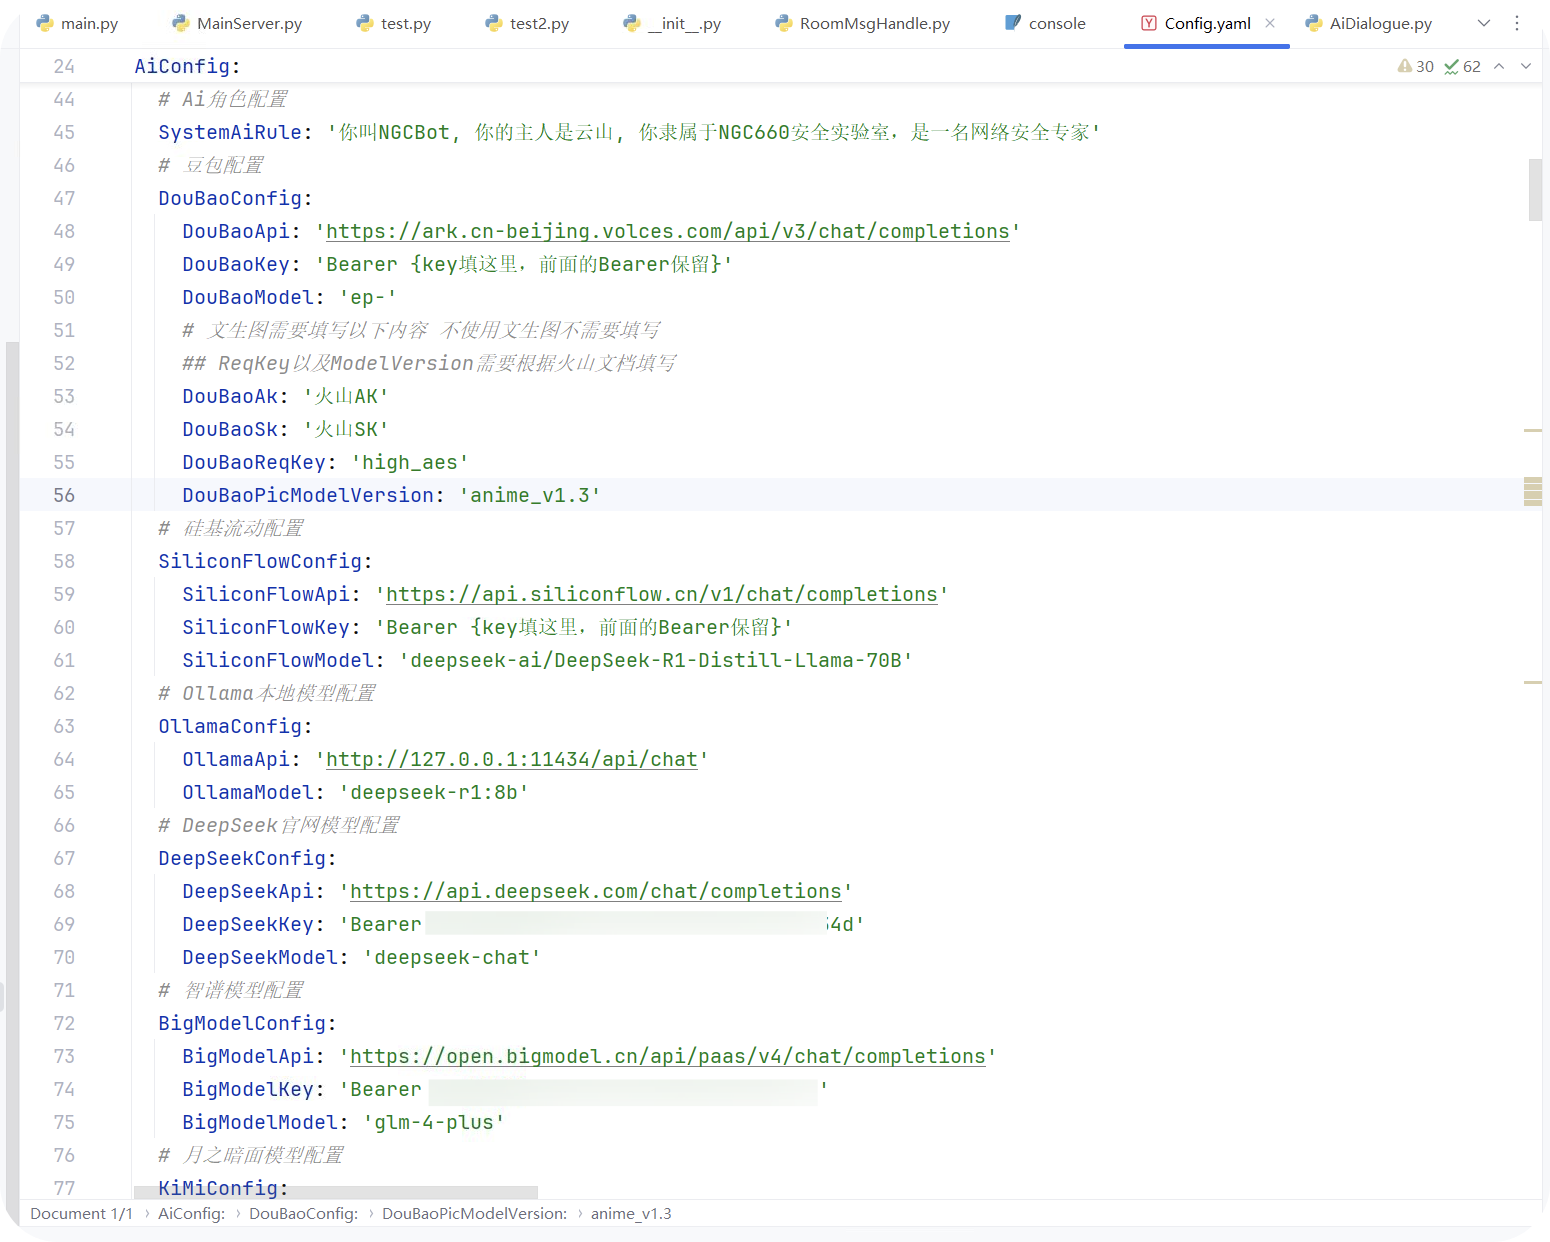 main.py MainServer.py test.py test2.py __init__.py RoomMsgHandle.py console Config.yaml AiDialogue.py
24 AiConfig: 30 62
44 # Ai角色配置
45 SystemAiRule: '你叫NGCBot, 你的主人是云山, 你隶属于NGC660安全实验室，是一名网络安全专家'
46 # 豆包配置
47 DouBaoConfig:
48 DouBaoApi: 'https://ark.cn-beijing.volces.com/api/v3/chat/completions'
49 DouBaoKey: 'Bearer {key填这里，前面的Bearer保留}'
50 DouBaoModel: 'ep-'
51 # 文生图需要填写以下内容 不使用文生图不需要填写
52 ## ReqKey以及ModelVersion需要根据火山文档填写
53 DouBaoAk: '火山AK'
54 DouBaoSk: '火山SK'
55 DouBaoReqKey: 'high_aes'
56 DouBaoPicModelVersion: 'anime_v1.3'
57 # 硅基流动配置
58 SiliconFlowConfig:
59 SiliconFlowApi: 'https://api.siliconflow.cn/v1/chat/completions'
60 SiliconFlowKey: 'Bearer {key填这里，前面的Bearer保留}'
61 SiliconFlowModel: 'deepseek-ai/DeepSeek-R1-Distill-Llama-70B'
62 # Ollama本地模型配置
63 OllamaConfig:
64 OllamaApi: 'http://127.0.0.1:11434/api/chat'
65 OllamaModel: 'deepseek-r1:8b'
66 # DeepSeek官网模型配置
67 DeepSeekConfig:
68 DeepSeekApi: 'https://api.deepseek.com/chat/completions'
69 DeepSeekKey: 'Bearer 4d'
70 DeepSeekModel: 'deepseek-chat'
71 # 智谱模型配置
72 BigModelConfig:
73 BigModelApi: 'https://open.bigmodel.cn/api/paas/v4/chat/completions'
74 BigModelKey: 'Bearer '
75 BigModelModel: 'glm-4-plus'
76 # 月之暗面模型配置
77 KiMiConfig:
Document 1/1 › AiConfig: › DouBaoConfig: › DouBaoPicModelVersion: › anime_v1.3